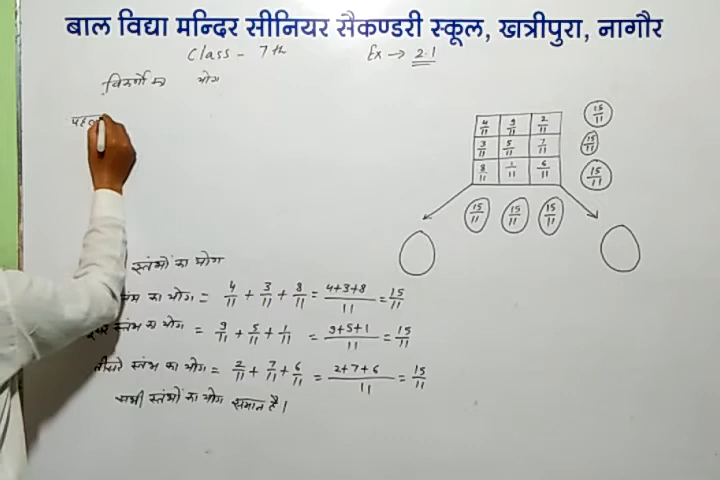 बाल विद्या मन्दिर सीनियर सैकण्डरी स्कूल, खत्रीपुरा, नागौर
Class - 7th Ex → 2.1
विकर्णों का योग
पहल
4/11 9/11 2/11 15/11
3/11 5/11 7/11 15/11
8/11 1/11 6/11 15/11
15/11 15/11 15/11
स्तंभों का योग
का योग = 4/11 + 3/11 + 8/11 = 4+3+8/11 = 15/11
स्तंभ का योग = 9/11 + 5/11 + 1/11 = 9+5+1/11 = 15/11
तीसरे स्तंभ का योग = 2/11 + 7/11 + 6/11 = 2+7+6/11 = 15/11
सभी स्तंभों का योग समान है।